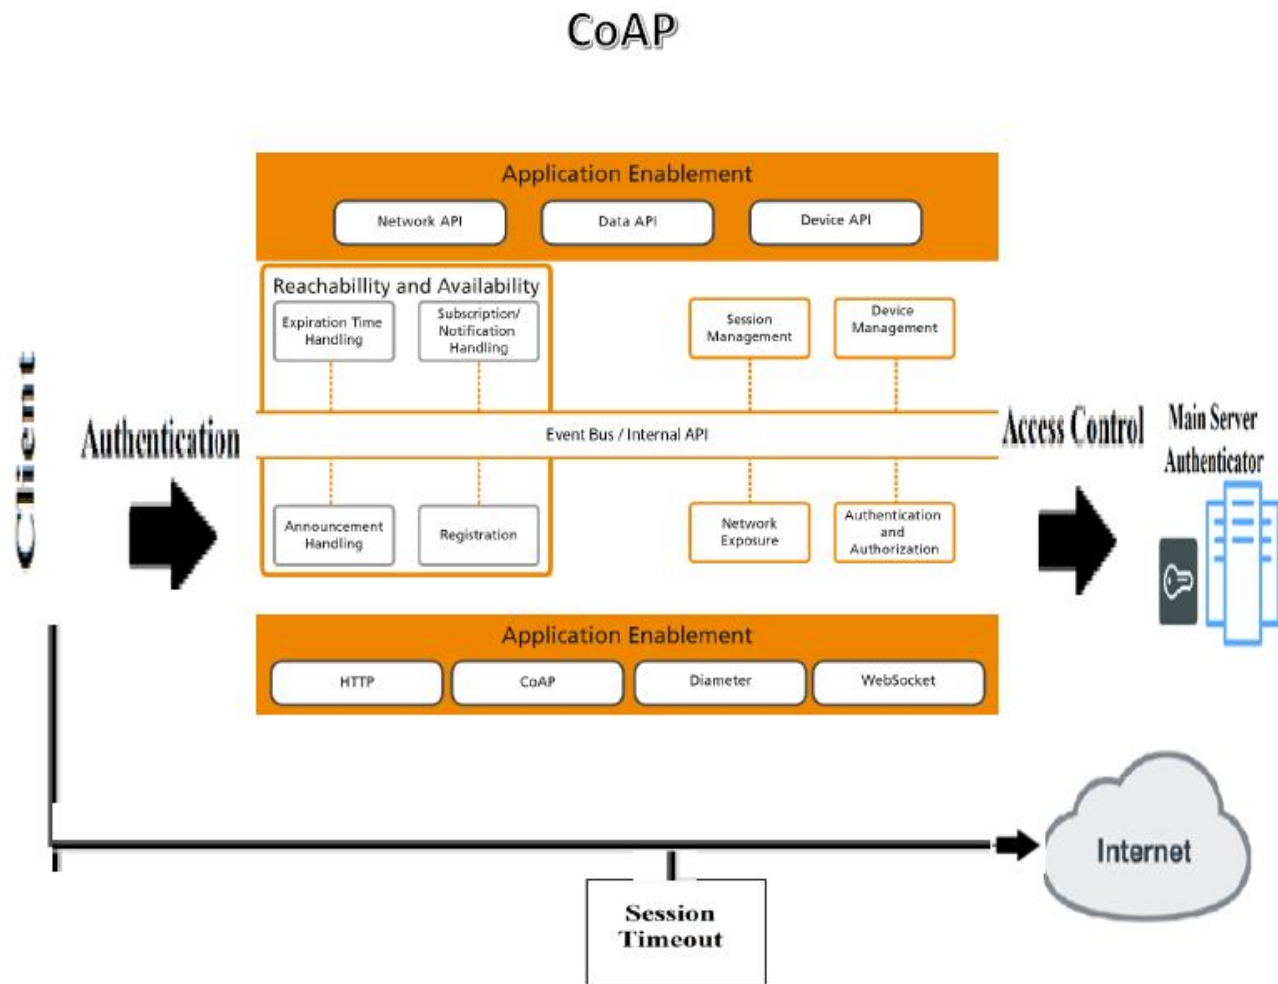 CoAP
Application Enablement
Network API
Data API
Device API
Reachabillity and Availability
Expiration Time
Handling
Subscription/
Notification
Handling
Session
Management
Device
Management
Client
Authentication
Event Bus / Internal API
Access Control
Main Server
Authenticator
Announcement
Handling
Registration
Network
Exposure
Authentication
and
Authorization
Application Enablement
HTTP
CoAP
Diameter
WebSocket
Internet
Session
Timeout